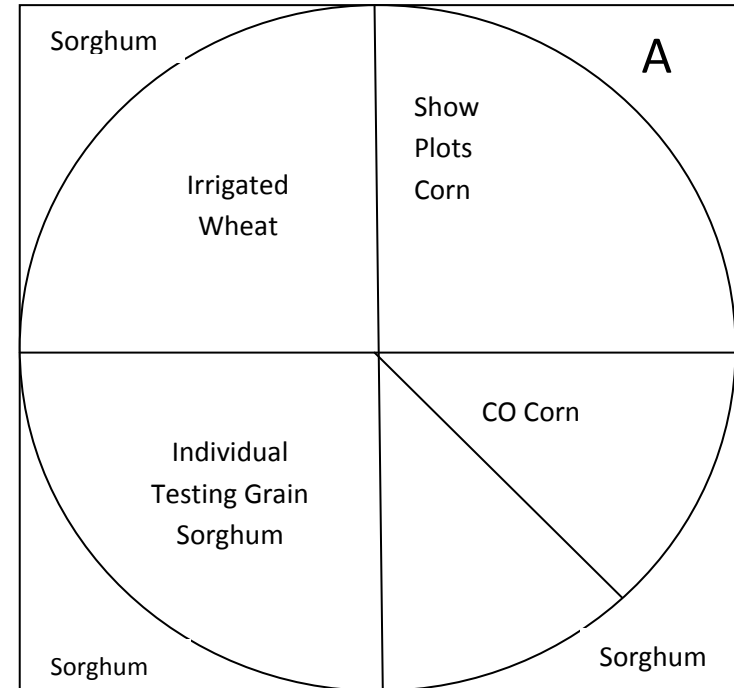 Sorghum
A
Show
Plots
Corn
Irrigated
Wheat
CO Corn
Individual
Testing Grain
Sorghum
Sorghum
Sorghum